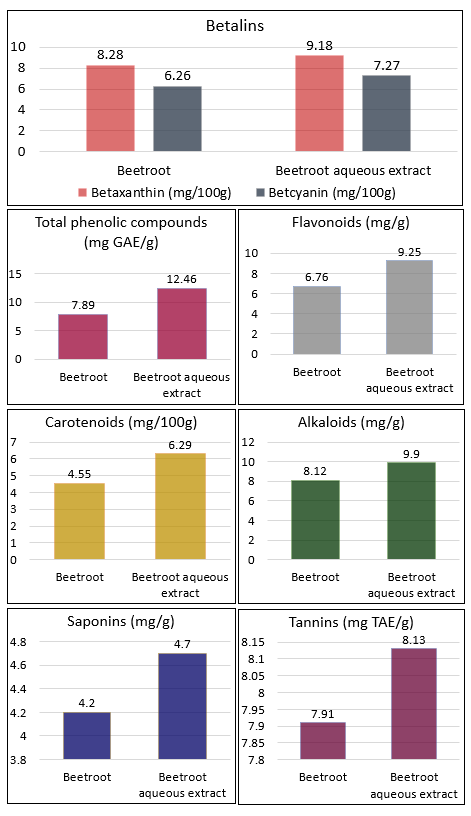 Betalins
10
8
6
4
2
0
8.28
6.26
9.18
7.27
Beetroot
Beetroot aqueous extract
Betaxanthin (mg/100g)
Betcyanin (mg/100g)
Total phenolic compounds
(mg GAE/g)
15
10
5
0
7.89
12.46
Beetroot
Beetroot aqueous
extract
Flavonoids (mg/g)
10
8
6
4
2
0
6.76
9.25
Beetroot
Beetroot
aqueous extract
Carotenoids (mg/100g)
7
6
5
4
3
2
1
0
4.55
6.29
Beetroot
Beetroot aqueous
extract
Alkaloids (mg/g)
12
10
8
6
4
2
0
8.12
9.9
Beetroot
Beetroot
aqueous extract
Saponins (mg/g)
4.8
4.6
4.4
4.2
4
3.8
4.2
4.7
Beetroot
Beetroot
aqueous extract
Tannins (mg TAE/g)
8.15
8.1
8.05
8
7.95
7.9
7.85
7.8
7.91
8.13
Beetroot
Beetroot
aqueous extract